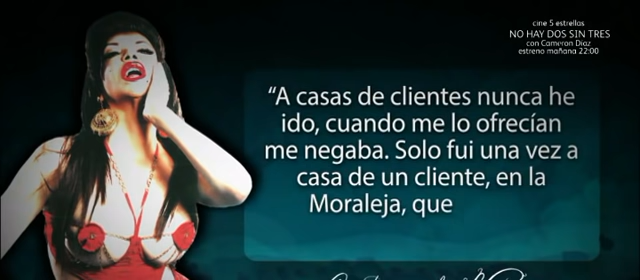 cine 5 estrellas
NO HAY DOS SIN TRES
con Cameron Diaz
estreno mañana 22:00
“A casas de clientes nunca he
ido, cuando me lo ofrecían
me negaba. Solo fui una vez a
casa de un cliente, en la
Moraleja, que